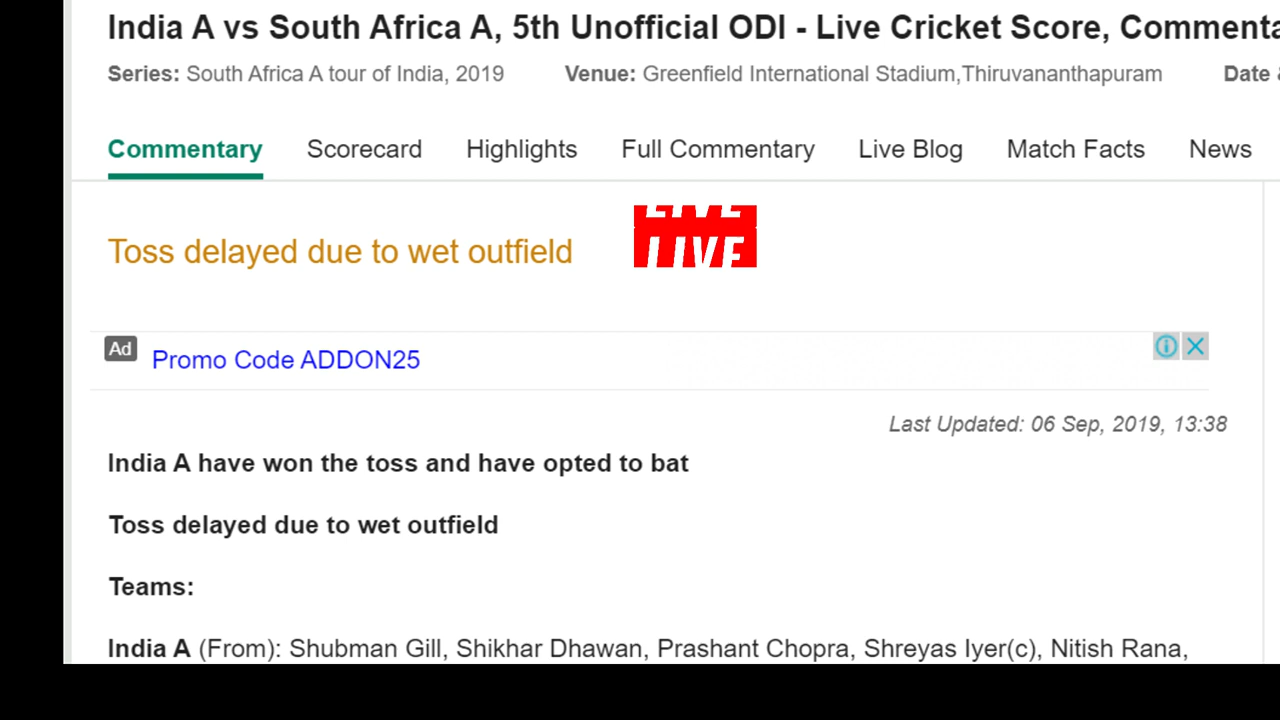 India A vs South Africa A, 5th Unofficial ODI - Live Cricket Score, Commenta
Series: South Africa A tour of India, 2019 Venue: Greenfield International Stadium,Thiruvananthapuram Date &
Commentary Scorecard Highlights Full Commentary Live Blog Match Facts News
Toss delayed due to wet outfield LIVE
Ad Promo Code ADDON25
Last Updated: 06 Sep, 2019, 13:38
India A have won the toss and have opted to bat
Toss delayed due to wet outfield
Teams:
India A (From): Shubman Gill, Shikhar Dhawan, Prashant Chopra, Shreyas Iyer(c), Nitish Rana,